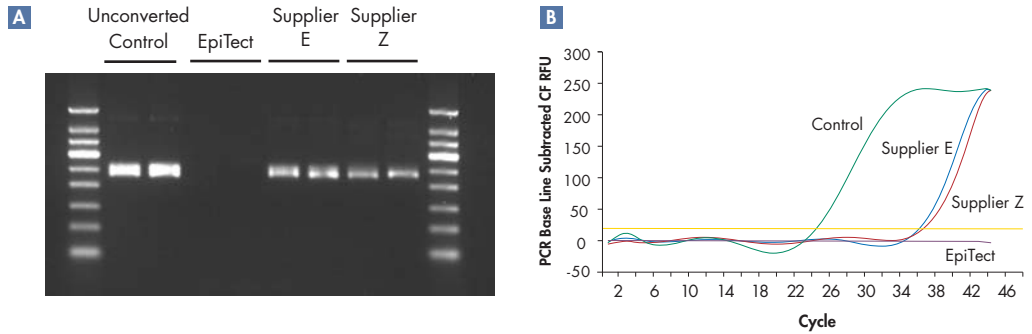 A
Unconverted
Control
EpiTect
Supplier
E
Supplier
Z
B
PCR Base Line Subtracted CF RFU
300
250
200
150
100
50
0
-50
Control
Supplier E
Supplier Z
EpiTect
2 6 10 14 18 22 26 30 34 38 42 46
Cycle